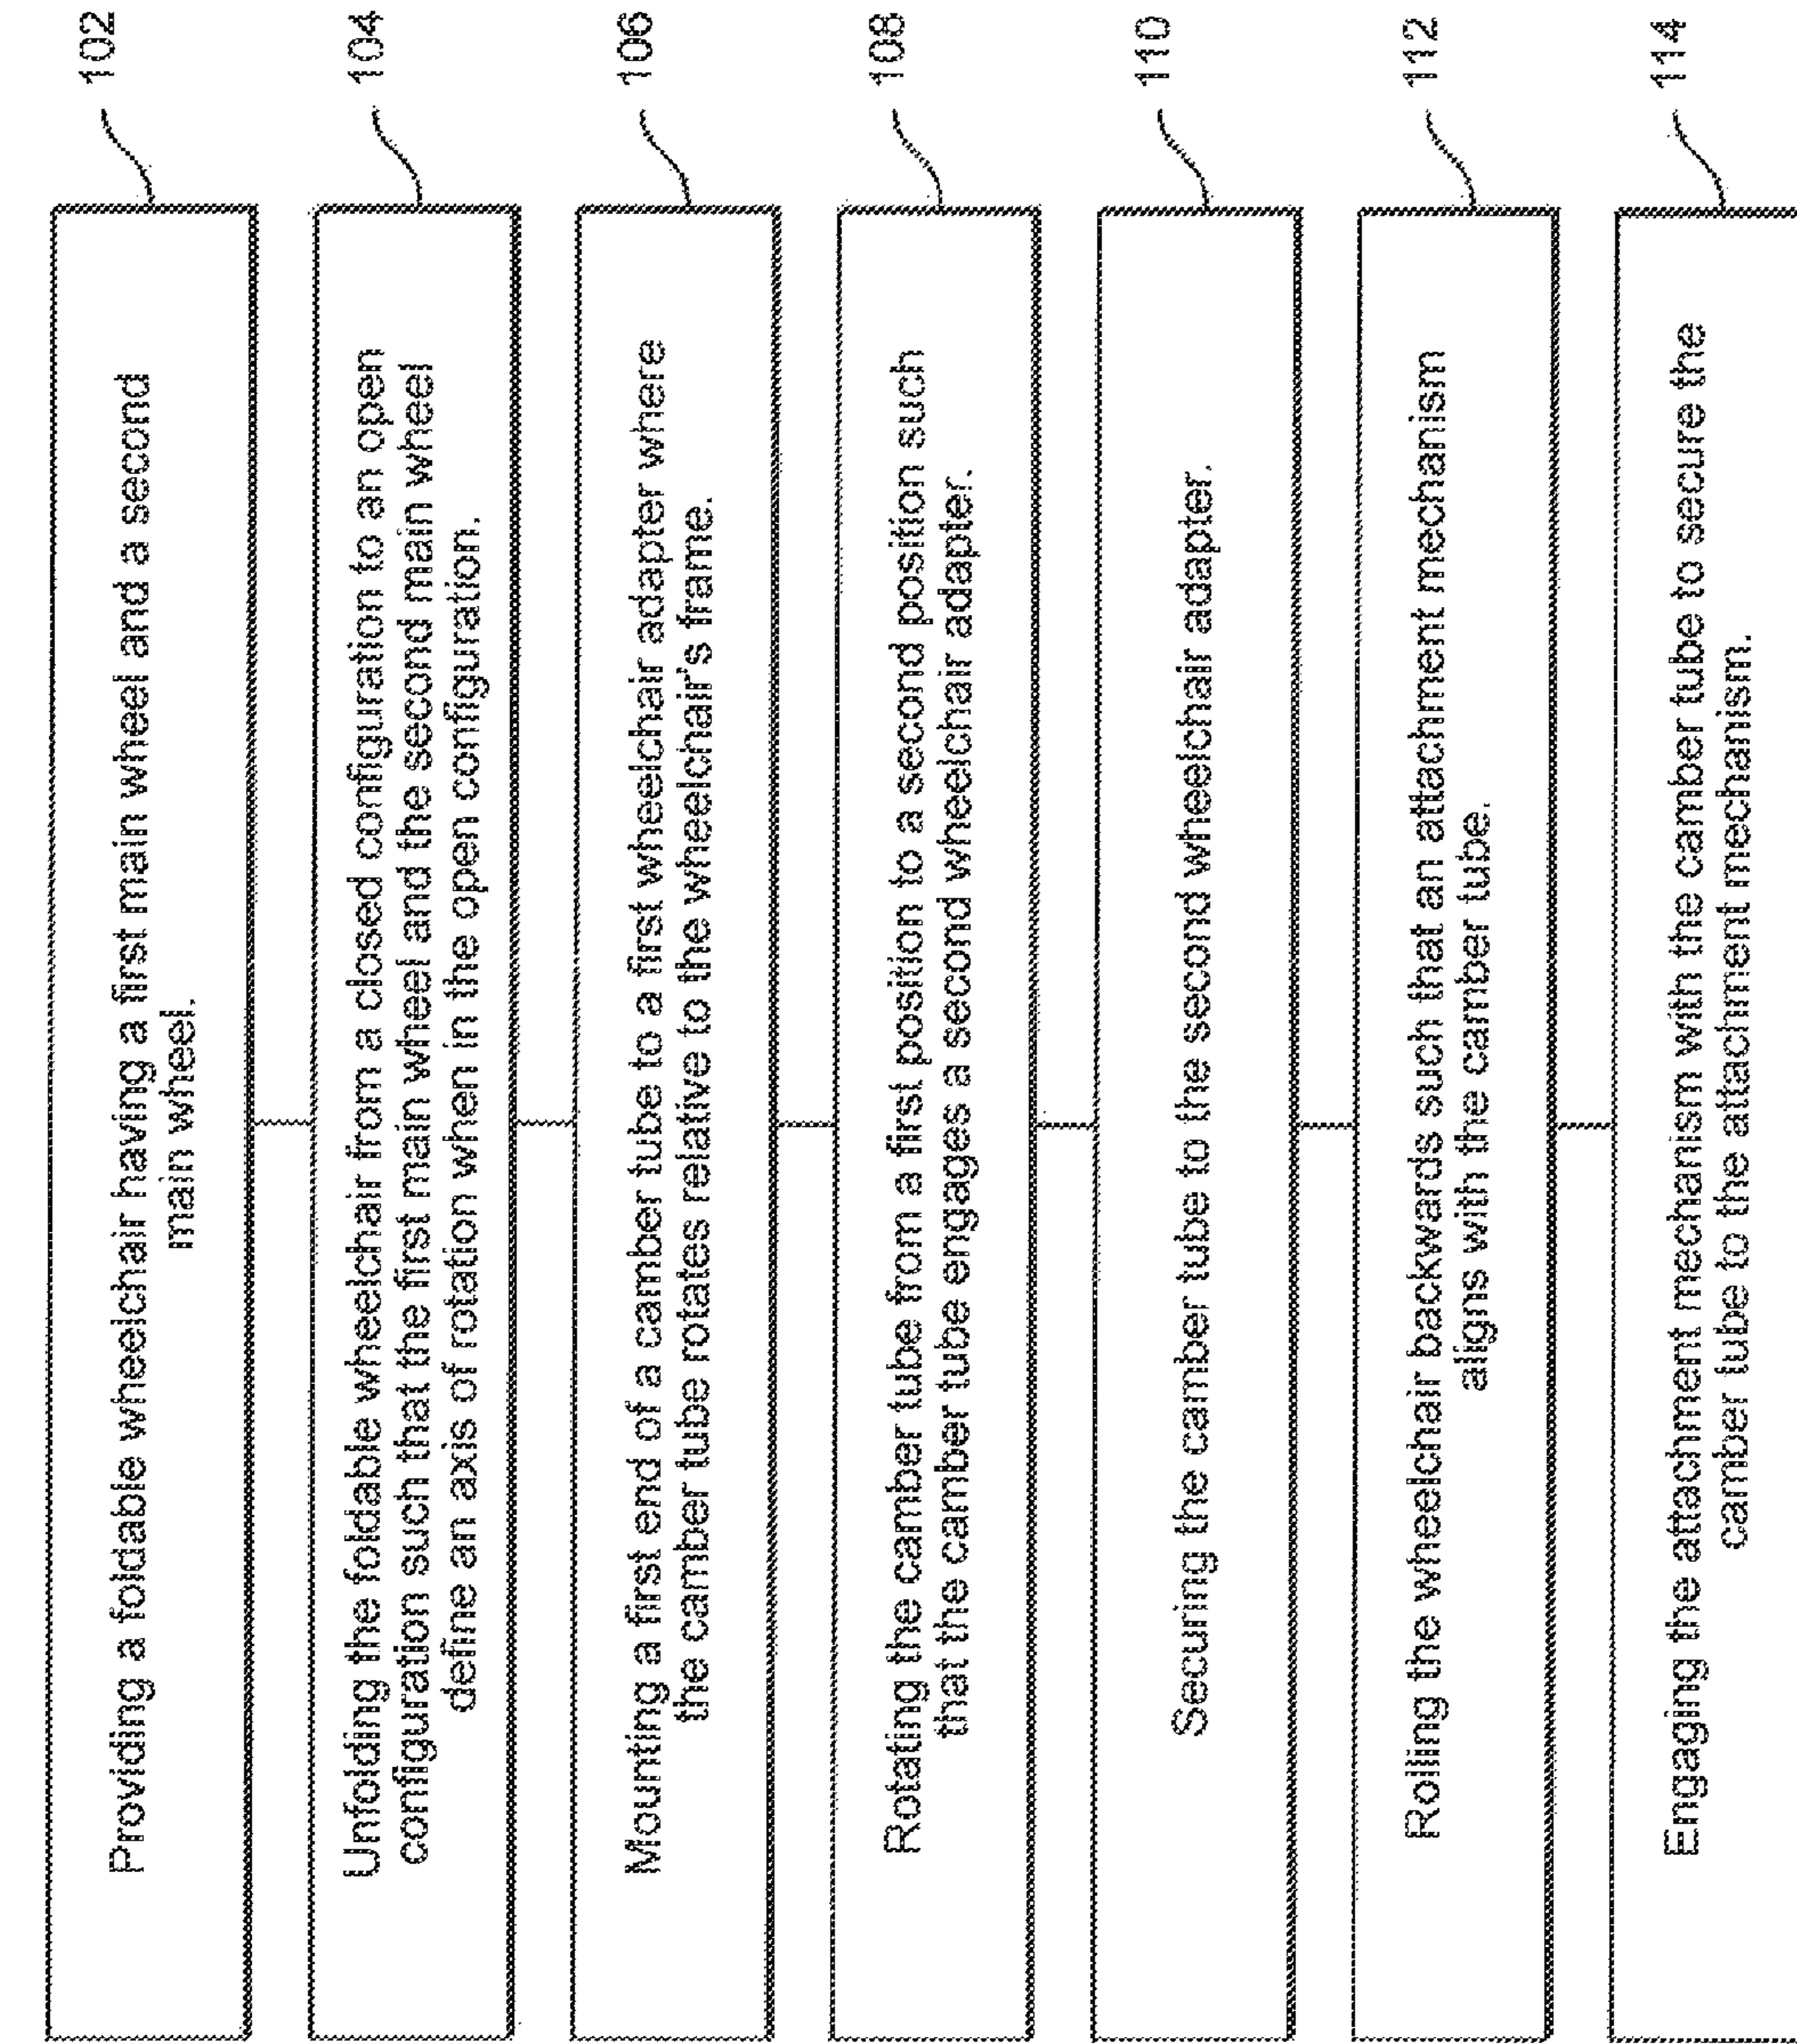 Providing a foldable wheelchair having a first main wheel and a second
main wheel.
102
Unfolding the foldable wheelchair from a closed configuration to an open
configuration such that the first main wheel and the second main wheel
define an axis of rotation when in the open configuration.
104
Mounting a first end of a camber tube to a first wheelchair adapter where
the camber tube rotates relative to the wheelchair's frame.
106
Rotating the camber tube from a first position to a second position such
that the camber tube engages a second wheelchair adapter.
108
Securing the camber tube to the second wheelchair adapter.
110
Rolling the wheelchair backwards such that an attachment mechanism
aligns with the camber tube.
112
Engaging the attachment mechanism with the camber tube to secure the
camber tube to the attachment mechanism.
114